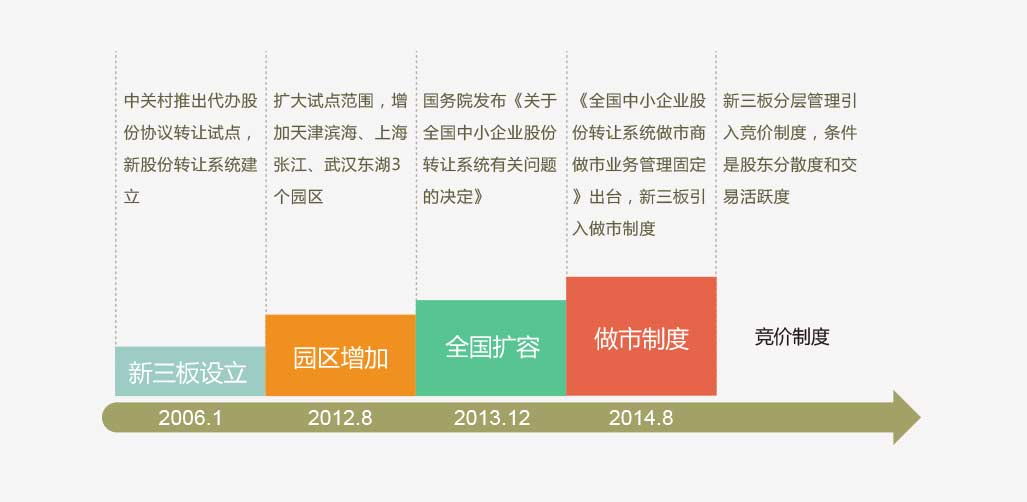 中关村推出代办股
份协议转让试点，
新股份转让系统建
立
扩大试点范围，增
加天津滨海、上海
张江、武汉东湖3
个园区
国务院发布《关于
全国中小企业股份
转让系统有关问题
的决定》
《全国中小企业股
份转让系统做市商
做市业务管理固定
》出台，新三板引
入做市制度
新三板分层管理引
入竞价制度，条件
是股东分散度和交
易活跃度
新三板设立
园区增加
全国扩容
做市制度
竞价制度
2006.1
2012.8
2013.12
2014.8